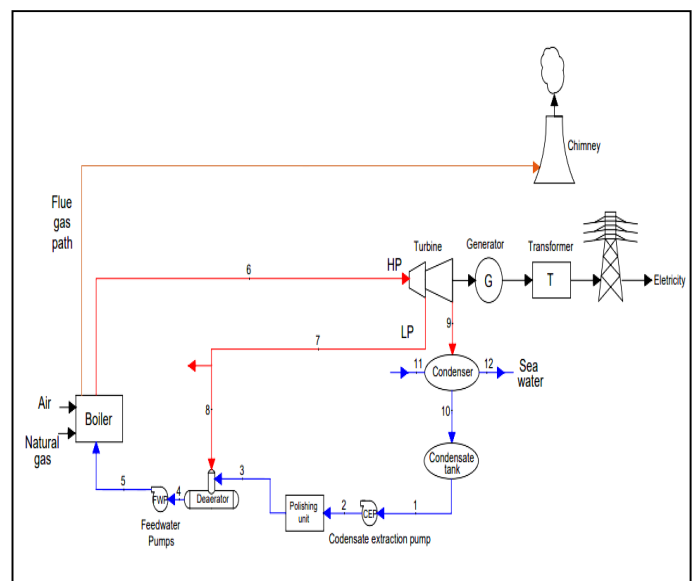 Chimney
Flue
gas
path
Turbine
Generator
Transformer
6
HP
G
T
Eletricity
7
LP
9
11
12
Condenser
Sea
water
Air
Boiler
8
10
Natural
gas
Condensate
tank
5
4
3
2
1
FWP
Deaerator
Polishing
unit
CEP
Feedwater
Pumps
Codensate extraction pump